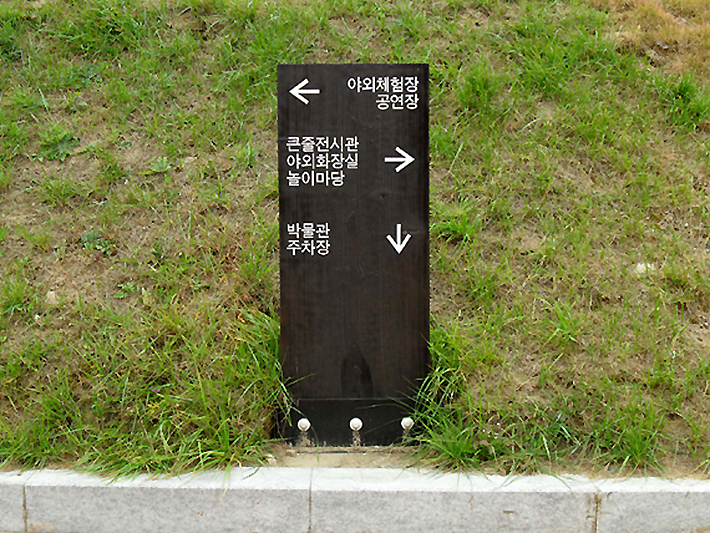 야외체험장
공연장
큰줄전시관
야외화장실
놀이마당
박물관
주차장